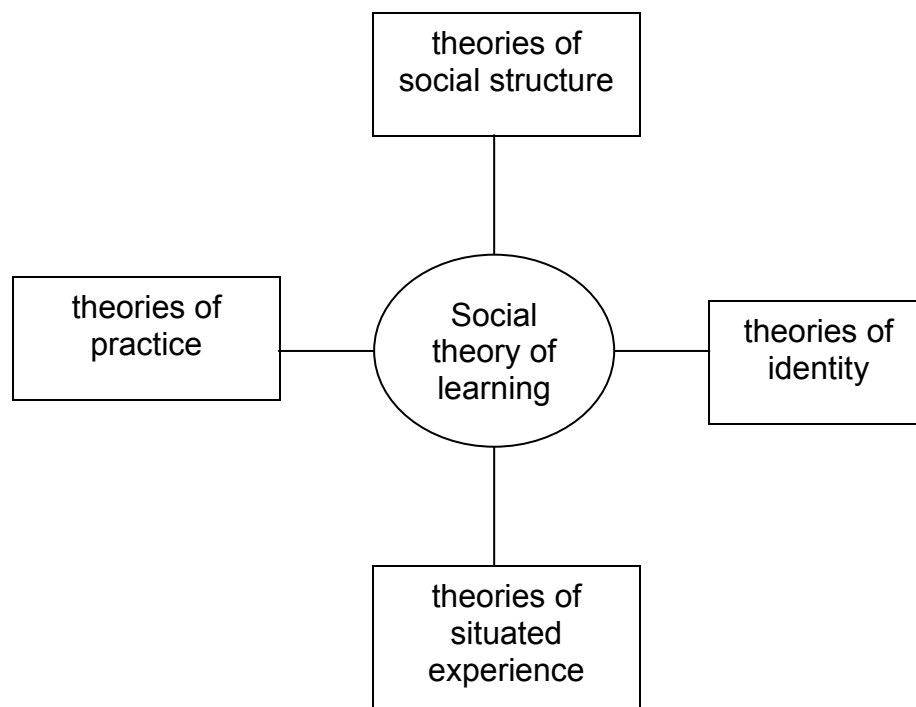 theories of
social structure
theories of
practice
Social
theory of
learning
theories of
identity
theories of
situated
experience